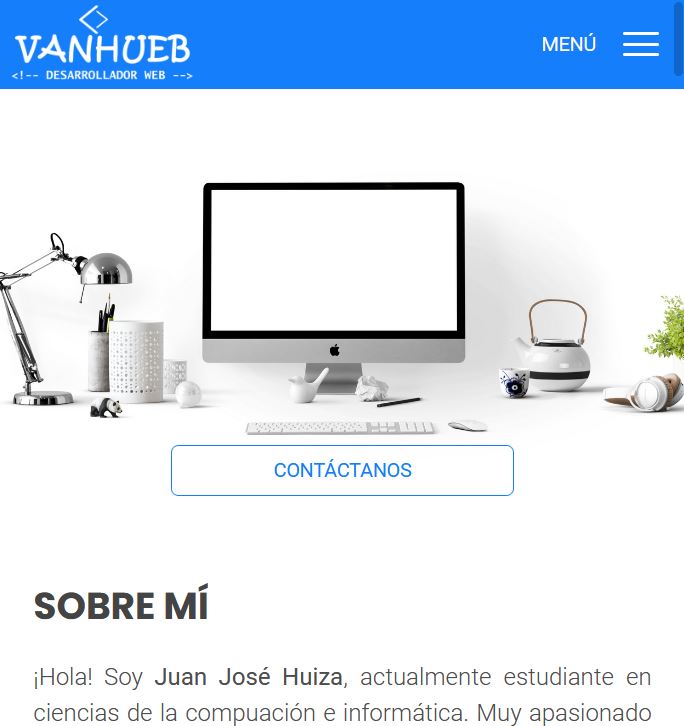 VANHUEB
<!-- DESARROLLADOR WEB -->
MENÚ
CONTÁCTANOS
SOBRE MÍ
¡Hola! Soy Juan José Huiza, actualmente estudiante en
ciencias de la compuación e informática. Muy apasionado